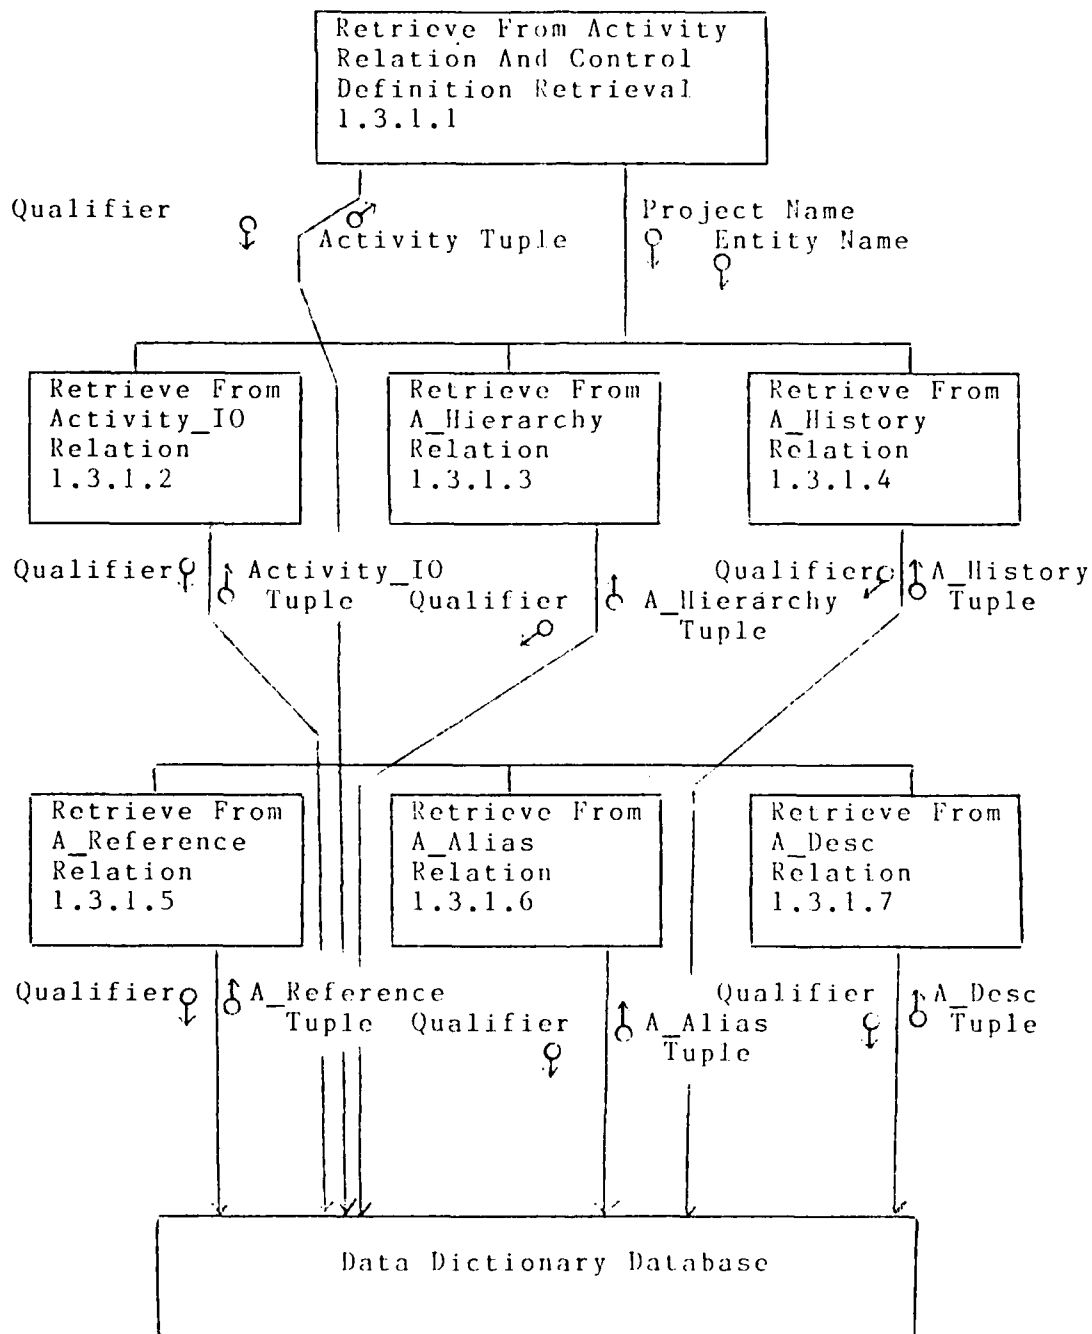 Retrieve From Activity
Relation And Control
Definition Retrieval
1.3.1.1
Qualifier
Activity Tuple
Project Name
Entity Name
Retrieve From
Activity_IO
Relation
1.3.1.2
Retrieve From
A_Hierarchy
Relation
1.3.1.3
Retrieve From
A_History
Relation
1.3.1.4
Qualifier
Activity_IO
Tuple
Qualifier
A_Hierarchy
Tuple
Qualifier
A_History
Tuple
Retrieve From
A_Reference
Relation
1.3.1.5
Retrieve From
A_Alias
Relation
1.3.1.6
Retrieve From
A_Desc
Relation
1.3.1.7
Qualifier
A_Reference
Tuple
Qualifier
A_Alias
Tuple
Qualifier
A_Desc
Tuple
Data Dictionary Database